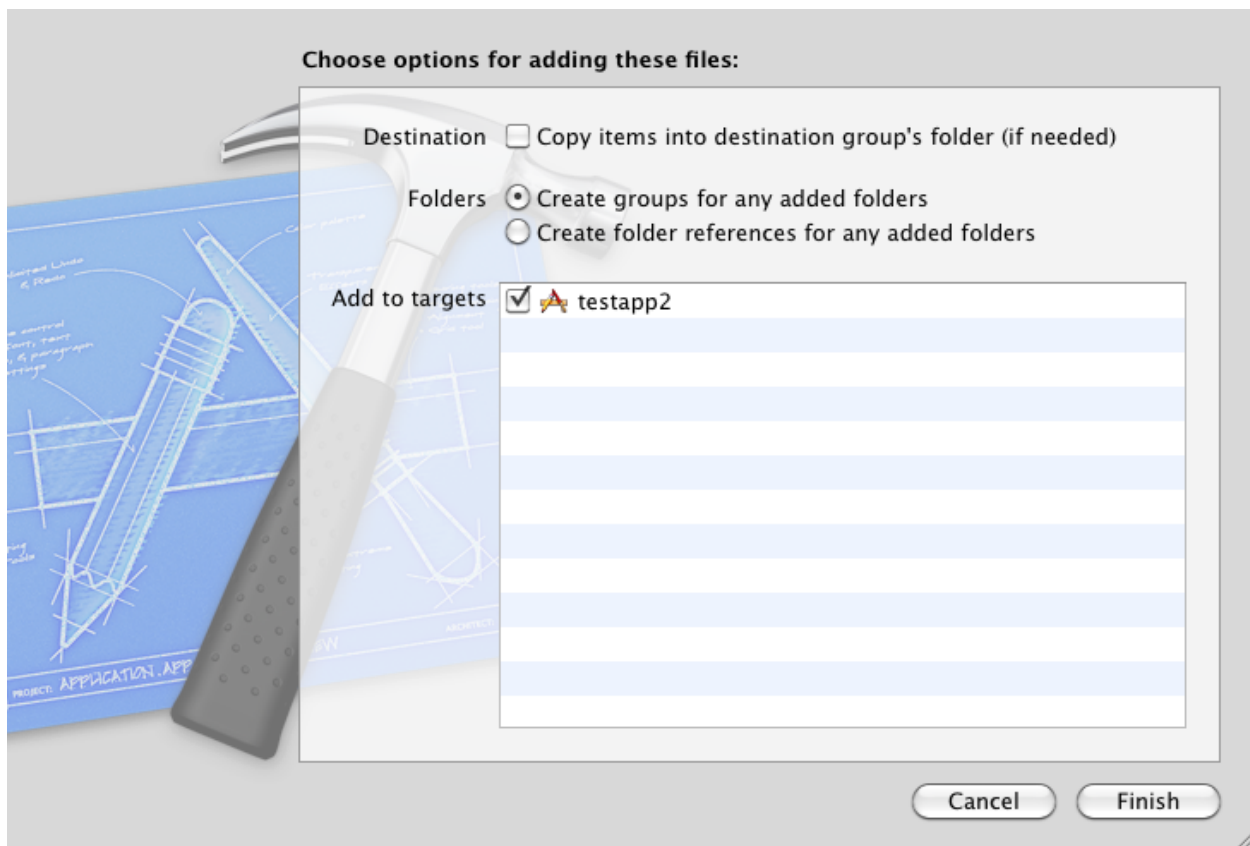 Choose options for adding these files:
Destination Copy items into destination group's folder (if needed)
Folders Create groups for any added folders
Create folder references for any added folders
Add to targets testapp2
PROJECT: APPLICATION.APP
ARCHITECT:
Cancel Finish